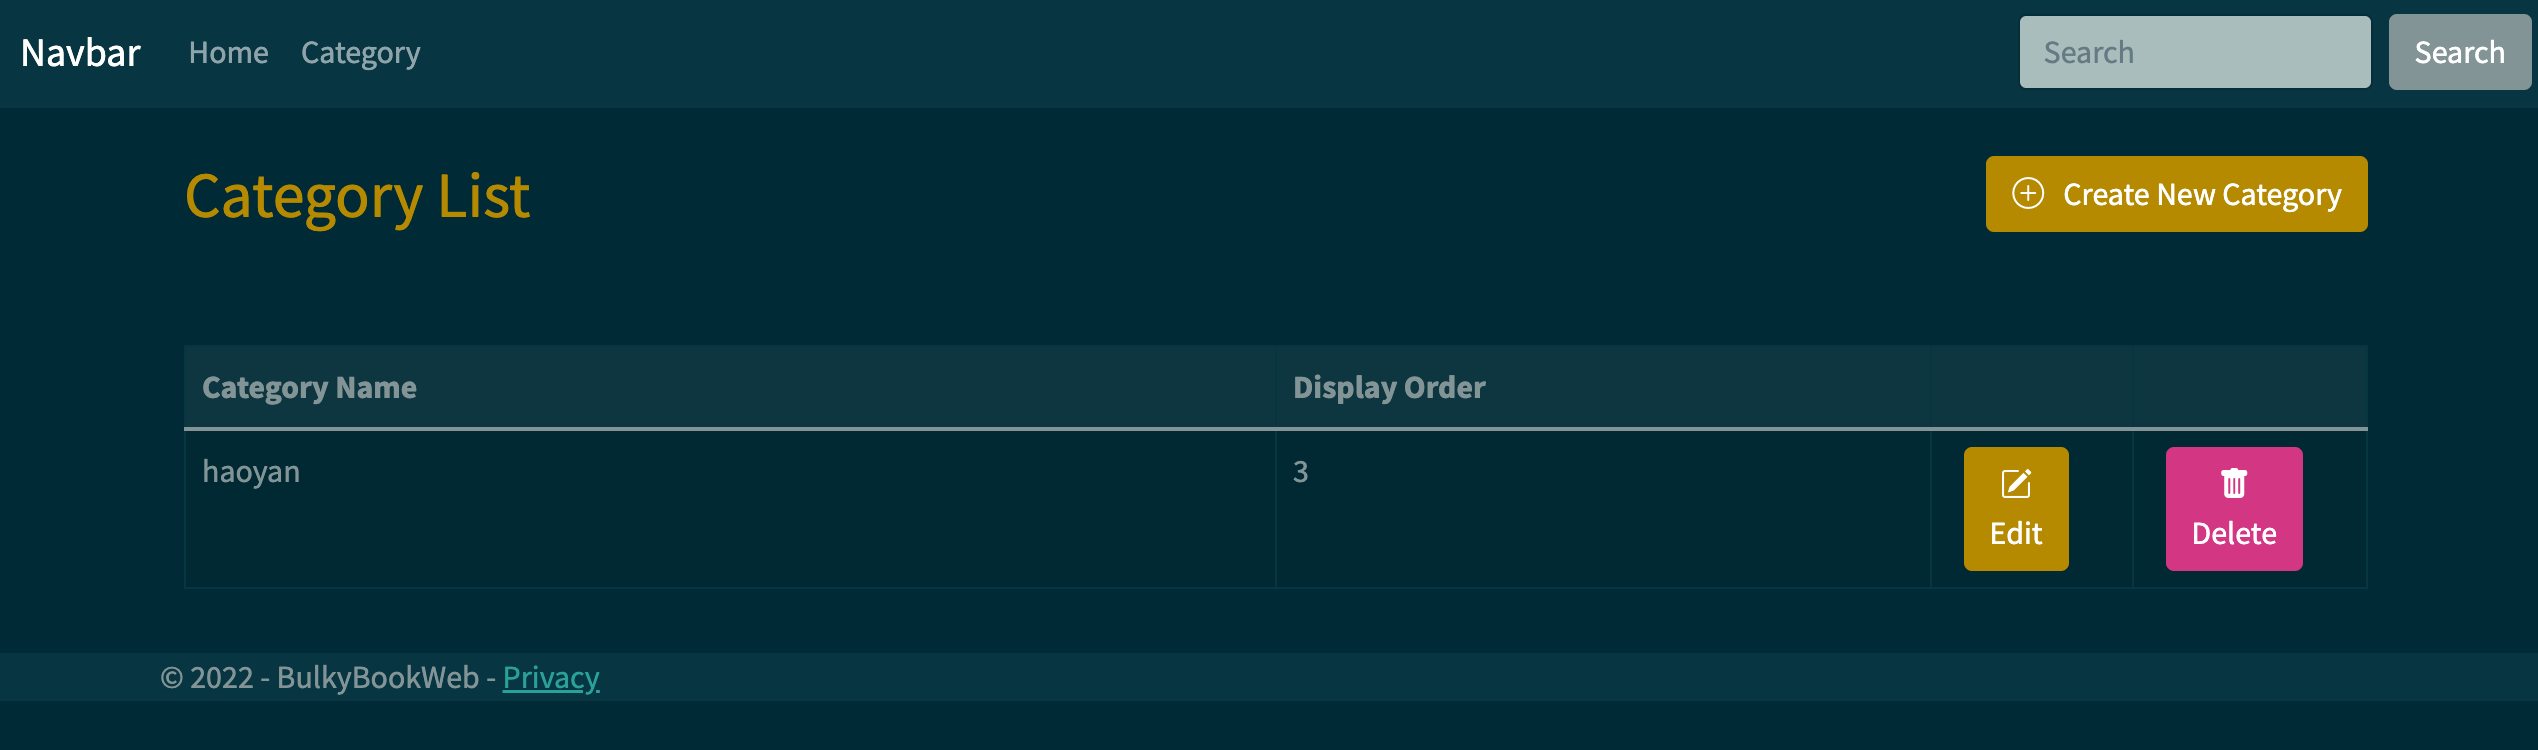 Navbar Home Category Search Search
Category List Create New Category
Category Name Display Order
haoyan 3
Edit Delete
© 2022 - BulkyBookWeb - Privacy